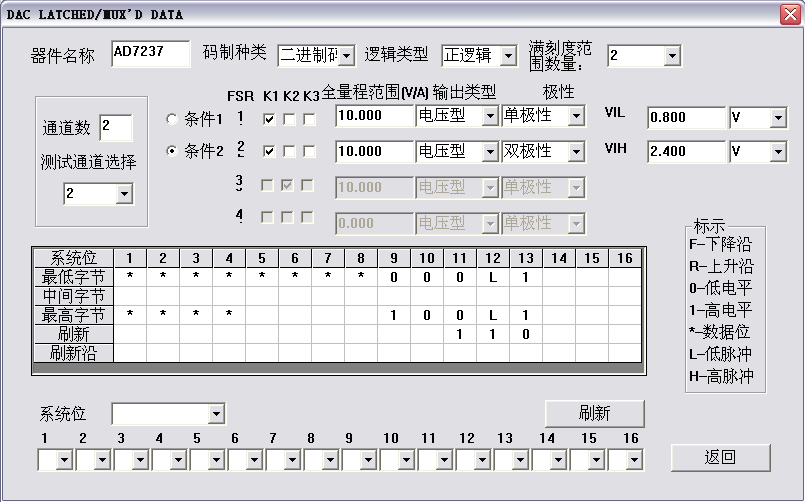 DAC LATCHED/MUX'D DATA
器件名称 AD7237 码制种类 二进制码 逻辑类型 正逻辑 满刻度范围数量: 2
FSR K1 K2 K3 全量程范围(V/A) 输出类型 极性
通道数 2
测试通道选择
2
条件1 1 10.000 电压型 单极性 VIL 0.800 V
条件2 2 10.000 电压型 双极性 VIH 2.400 V
3 10.000 电压型 单极性
4 0.000 电压型 单极性
系统位 1 2 3 4 5 6 7 8 9 10 11 12 13 14 15 16
最低字节 * * * * * * * * 0 0 0 L 1
中间字节
最高字节 * * * * 1 0 0 L 1
刷新 1 1 0
刷新沿
标示
F-下降沿
R-上升沿
0-低电平
1-高电平
*-数据位
L-低脉冲
H-高脉冲
系统位 刷新
1 2 3 4 5 6 7 8 9 10 11 12 13 14 15 16
返回